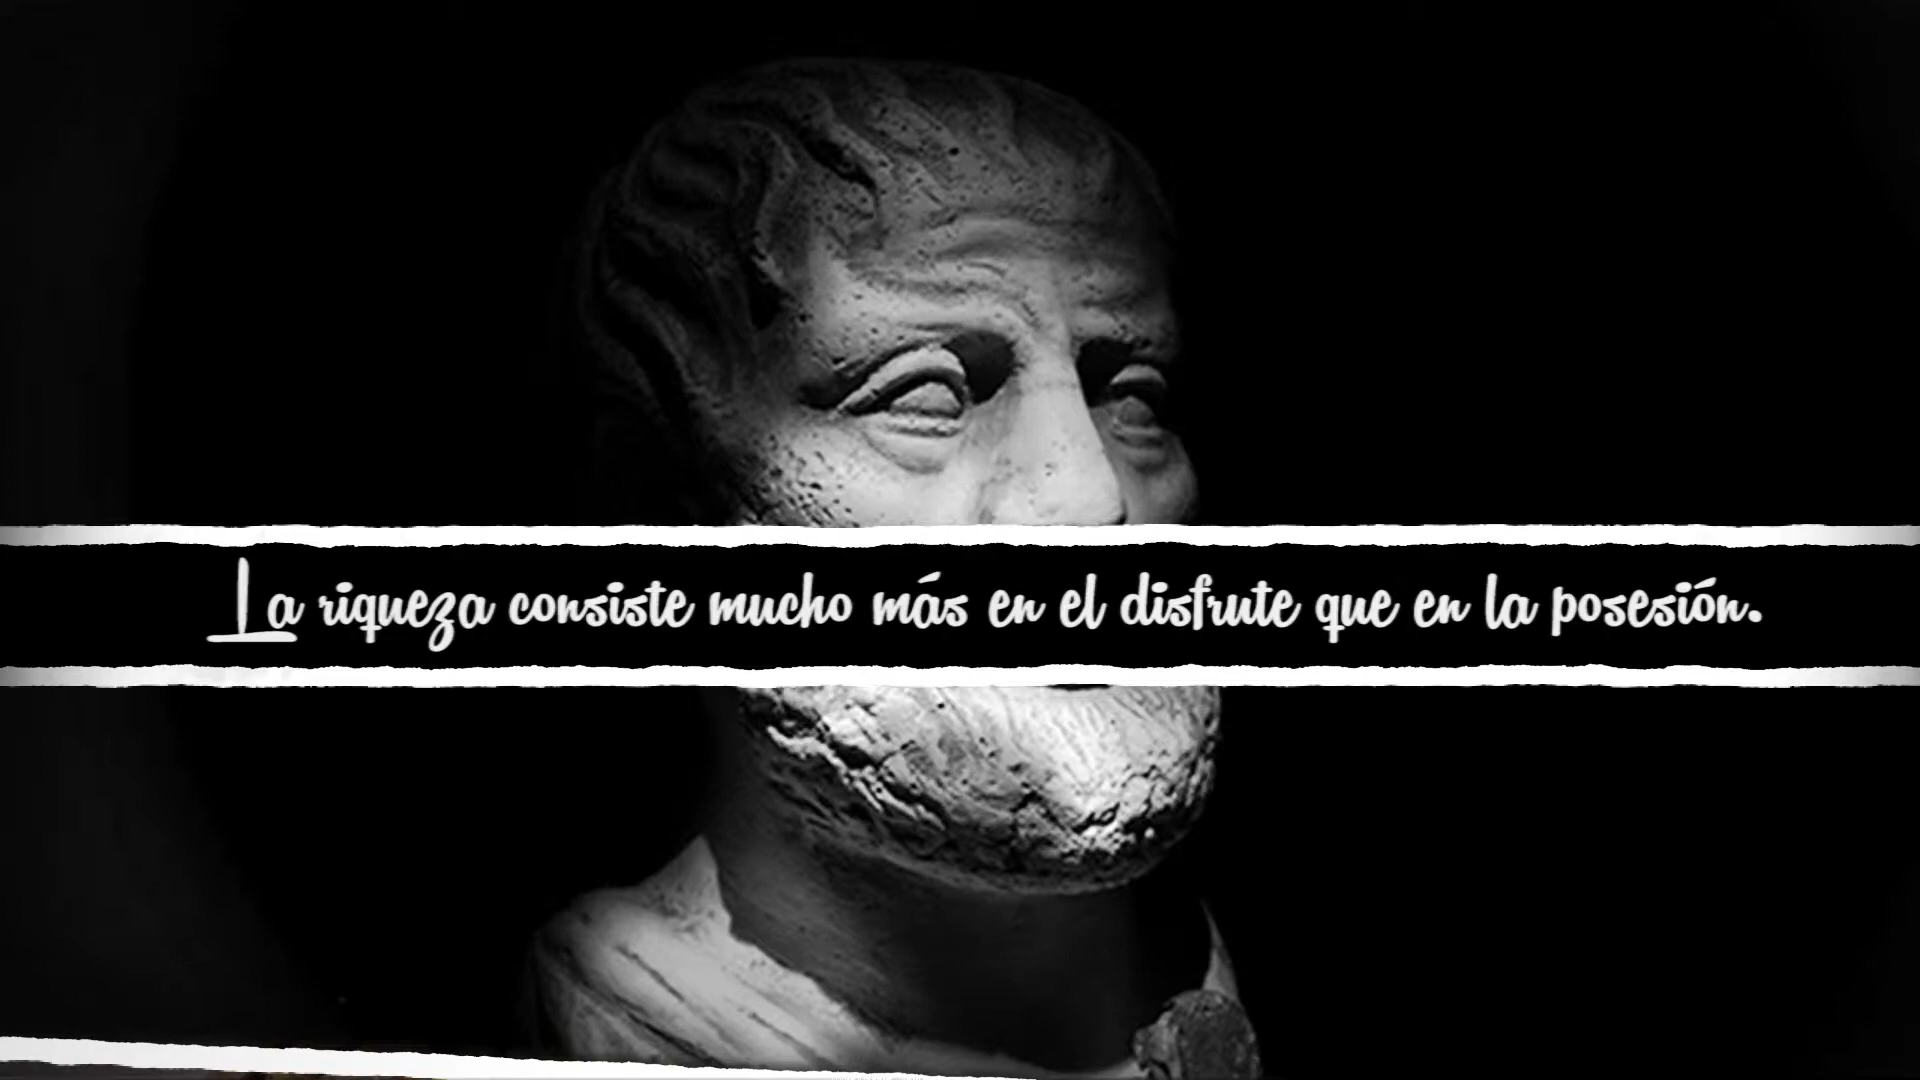 La riqueza consiste mucho más en el disfrute que en la posesión.